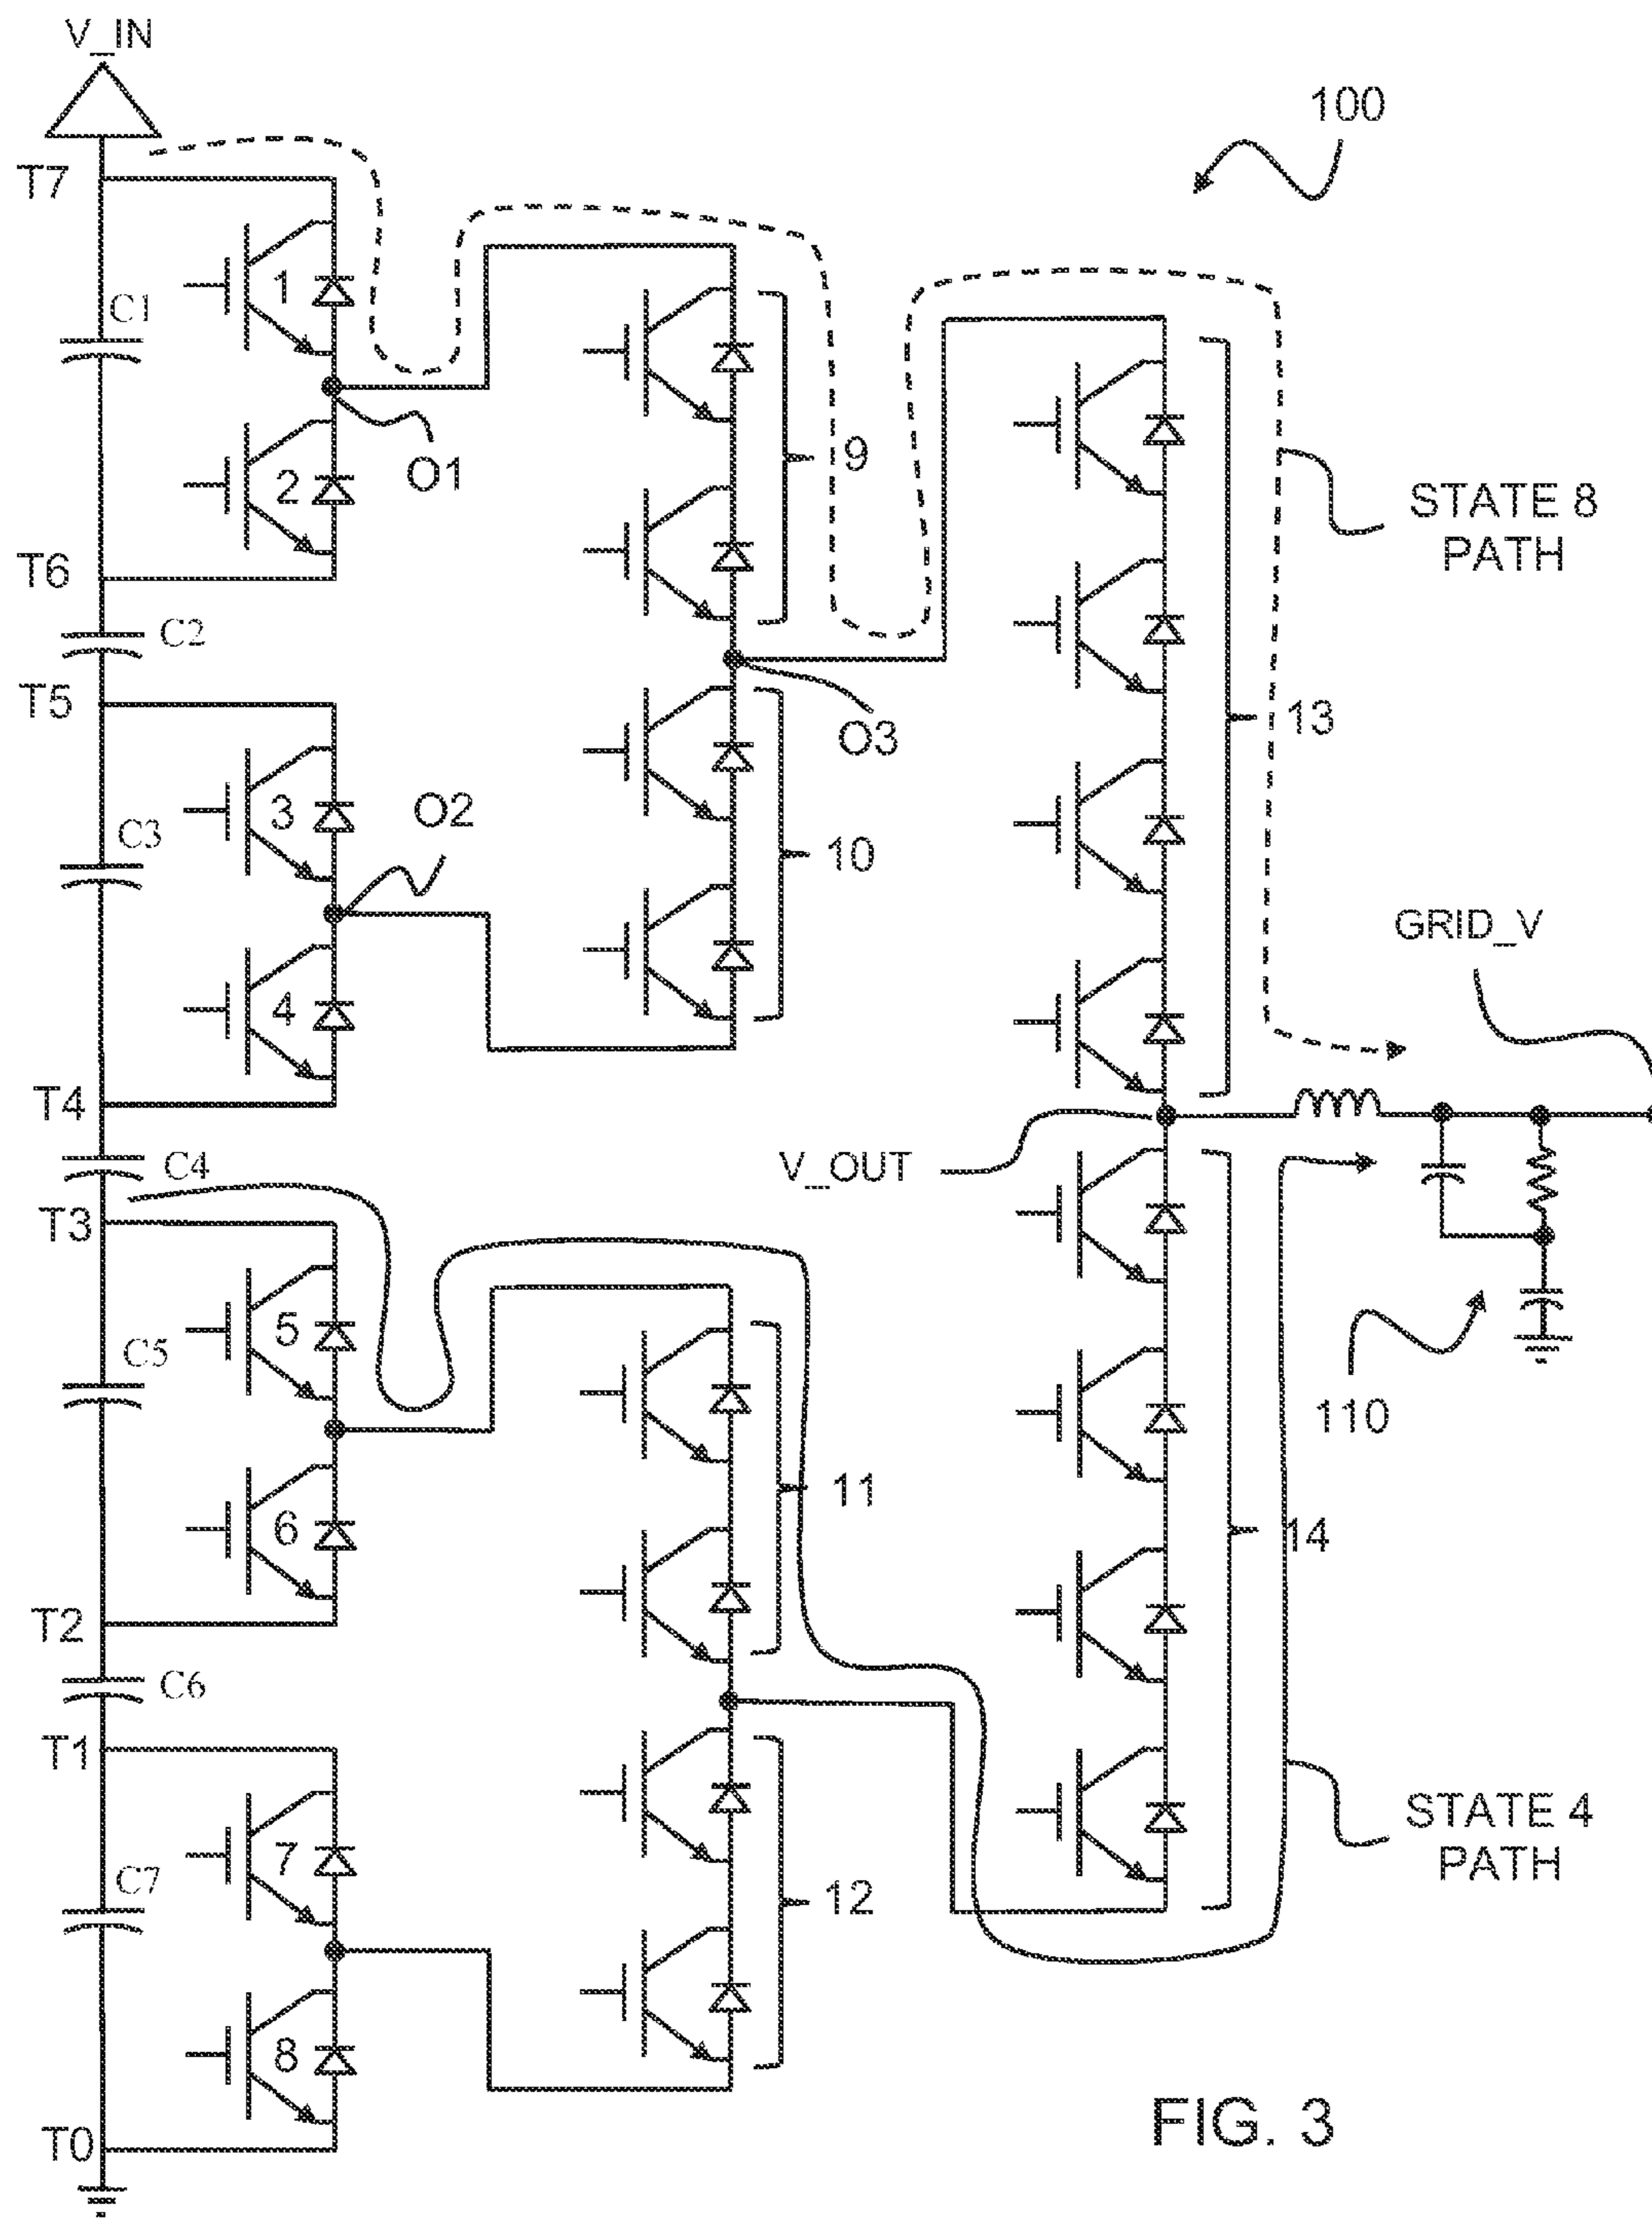 V_IN
100
T7
1
C1
9
O1
2
STATE 8
PATH
T6
C2
T5
O3
13
3
O2
C3
10
4
GRID_V
T4
C4
V_OUT
T3
5
C5
110
11
6
14
T2
C6
T1
STATE 4
PATH
7
C7
12
8
FIG. 3
T0